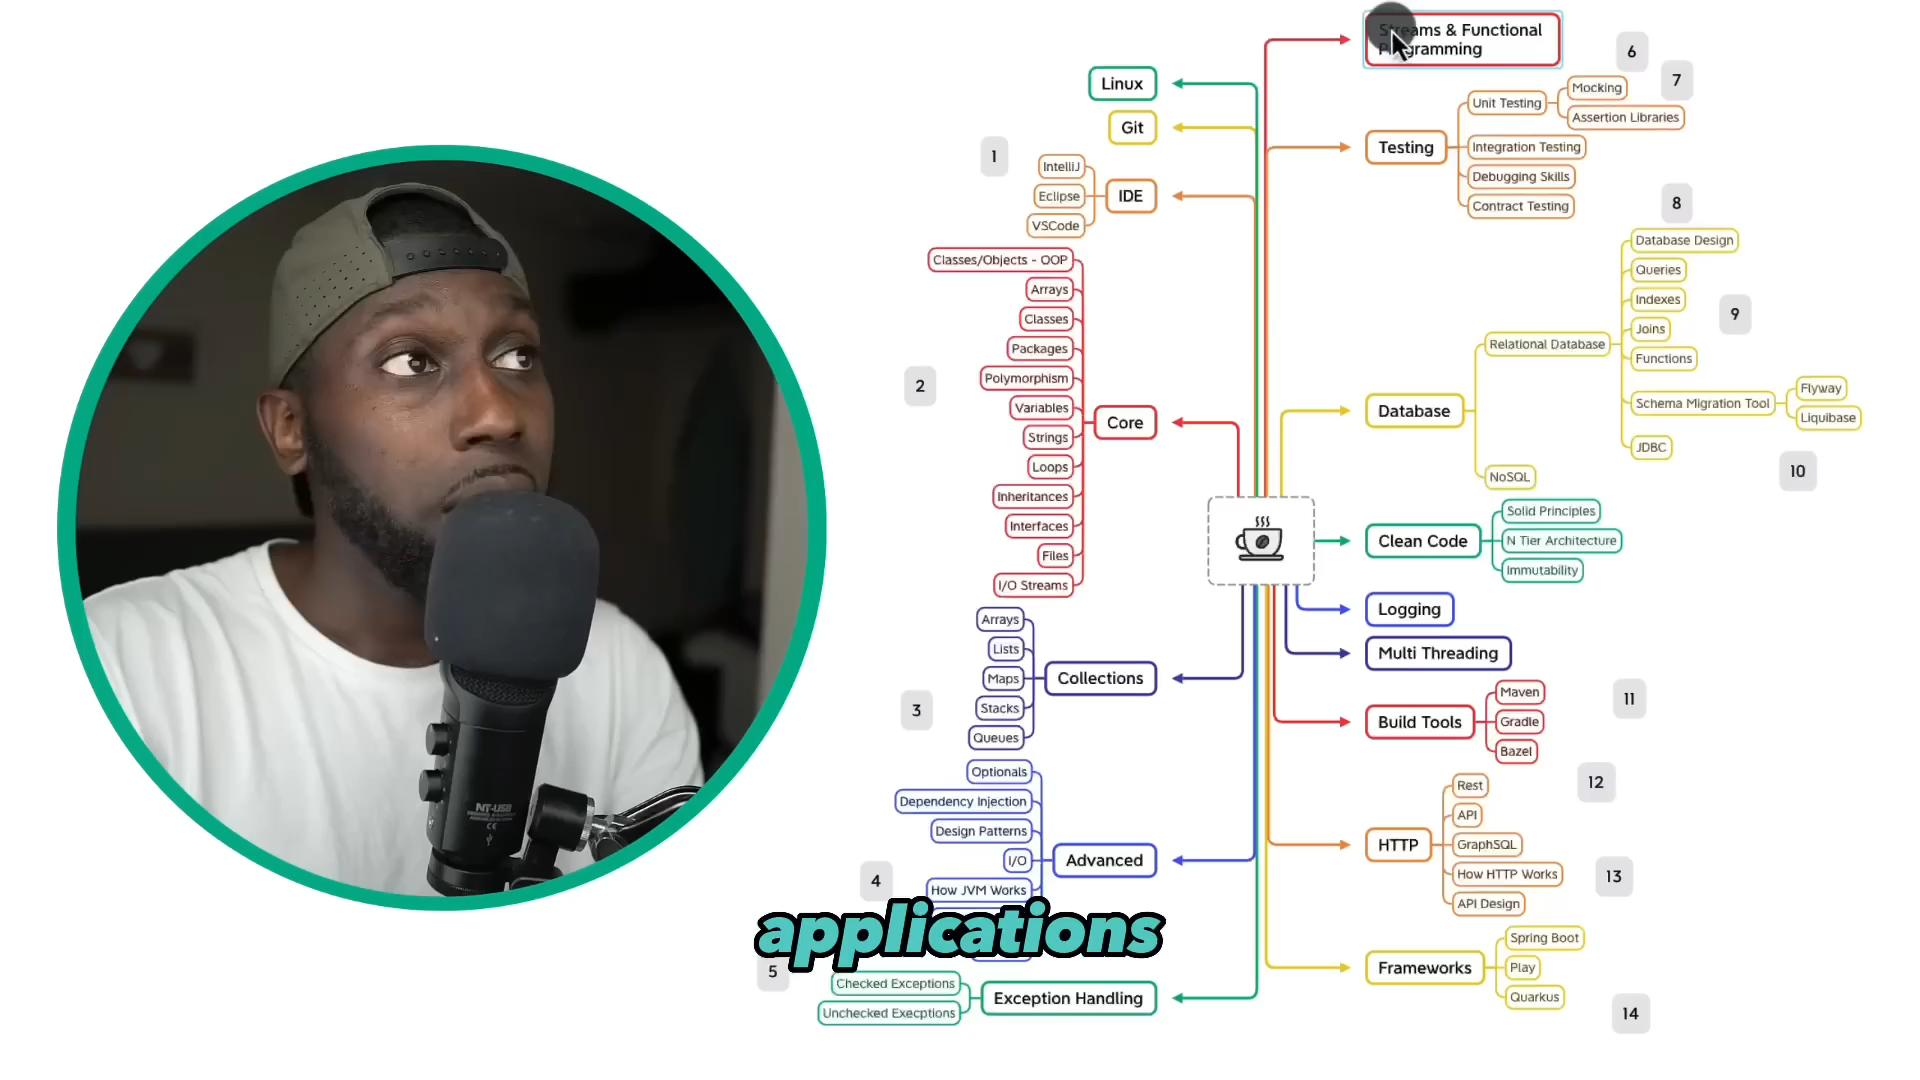 Streams & Functional
Programming
6
7
Linux
Git
1
IntelliJ
Eclipse
VSCode
IDE
Mocking
Unit Testing
Assertion Libraries
Testing
Integration Testing
Debugging Skills
Contract Testing
8
Classes/Objects - OOP
Arrays
Classes
Packages
Polymorphism
Variables
Strings
Loops
Inheritances
Interfaces
Files
I/O Streams
2
Core
Database Design
Queries
Indexes
Joins
Functions
9
Relational Database
Schema Migration Tool
Flyway
Liquibase
JDBC
Database
NoSQL
10
Solid Principles
Clean Code
N Tier Architecture
Immutability
Logging
Multi Threading
Arrays
Lists
Maps
Stacks
Queues
Collections
3
Build Tools
Maven
Gradle
Bazel
11
12
Optionals
Dependency Injection
Design Patterns
I/O
How JVM Works
Advanced
4
Rest
API
HTTP
GraphSQL
How HTTP Works
API Design
13
applications
5
Checked Exceptions
Unchecked Execptions
Exception Handling
Spring Boot
Frameworks
Play
Quarkus
14
NT-USB